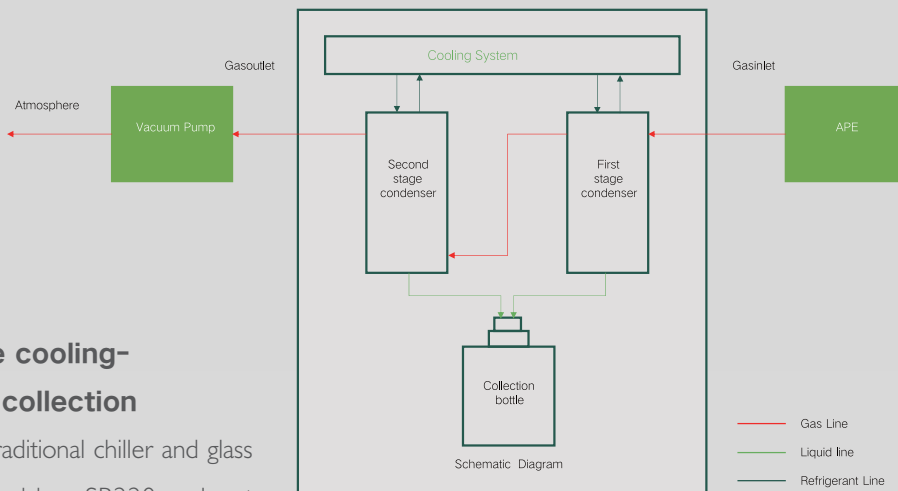 Cooling System
Gasoutlet
Gasinlet
Atmosphere
Vacuum Pump
APE
Second
stage
condenser
First
stage
condenser
Collection
bottle
Schematic Diagram
Gas Line
Liquid line
Refrigerant Line
cooling-
collection
chiller and glass